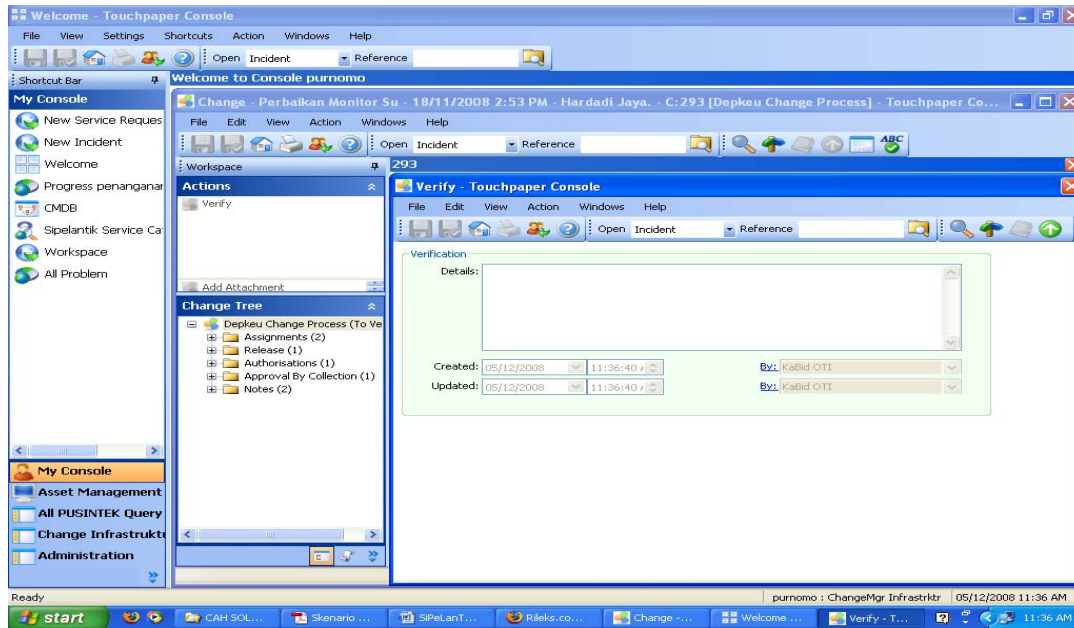 Welcome - Touchpaper Console
File View Settings Shortcuts Action Windows Help
Open Incident Reference
Shortcut Bar
Welcome to Console purnomo
My Console
New Service Reques
New Incident
Welcome
Progress penanganan
CMDB
Sipelantik Service Ca
Workspace
All Problem
My Console
Asset Management
All PUSINTEK Query
Change Infrastrukt
Administration
Change - Perbaikan Monitor Su - 18/11/2008 2:53 PM - Hardadi Jaya. - C:293 [Depkeu Change Process] - Touchpaper Co...
File Edit View Action Windows Help
Open Incident Reference
ABC
Workspace
293
Actions
Verify
Add Attachment
Change Tree
Depkeu Change Process (To Ve
Assignments (2)
Release (1)
Authorisations (1)
Approval By Collection (1)
Notes (2)
Verify - Touchpaper Console
File Edit View Action Windows Help
Open Incident Reference
Verification
Details:
Created: 05/12/2008 11:36:40 By: KaBid OTI
Updated: 05/12/2008 11:36:40 By: KaBid OTI
Ready
purnomo : ChangeMgr Infrastrktr 05/12/2008 11:36 AM
start
CAH SOL...
Skenario ...
SiPeLanT...
Rileks.co...
Change -...
Welcome ...
Verify - T...
11:36 AM